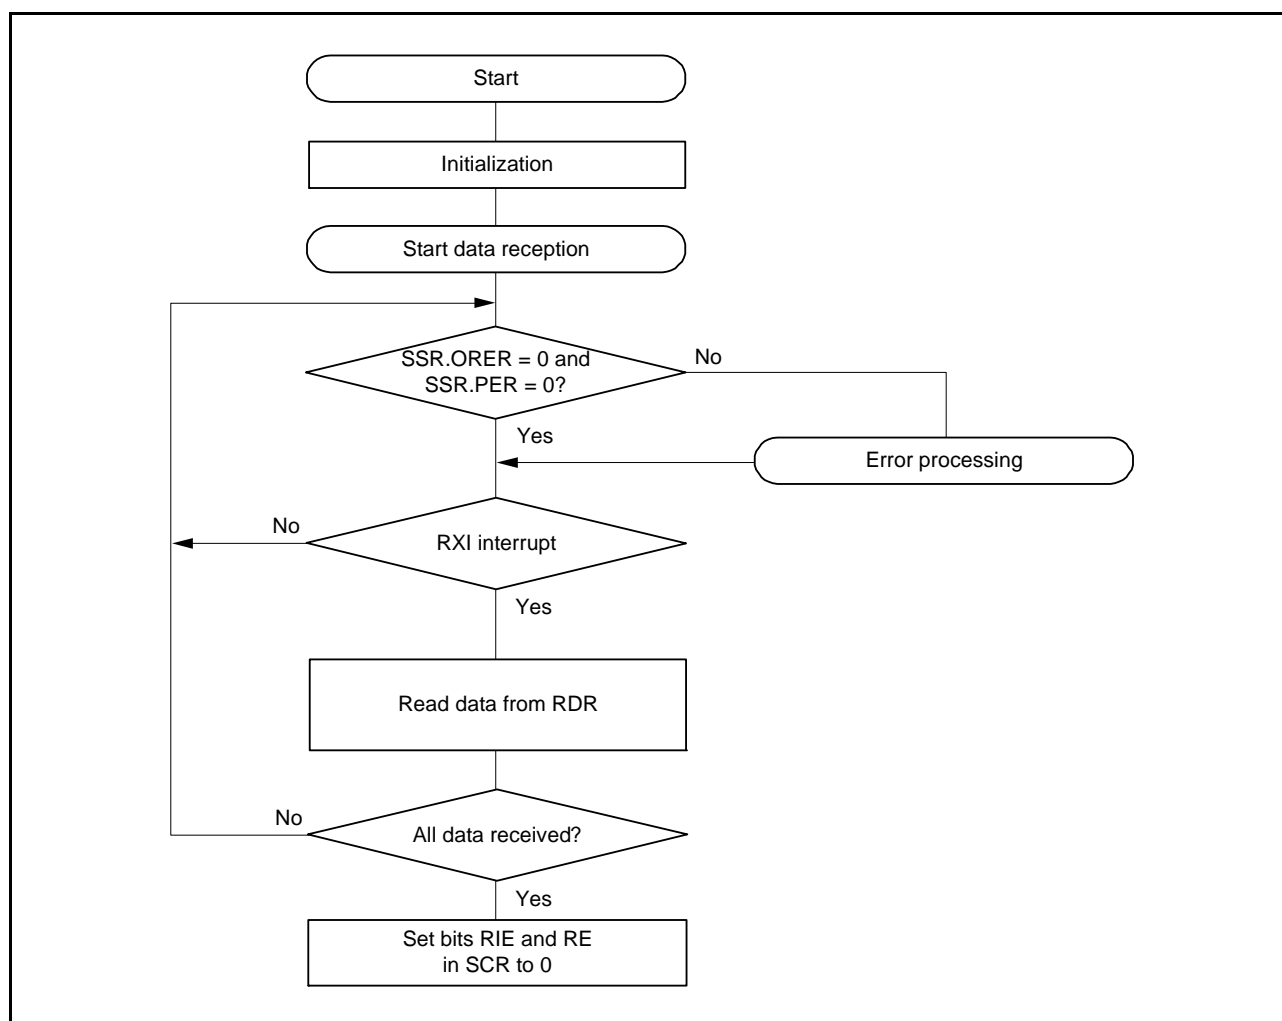 Start
Initialization
Start data reception
SSR.ORER = 0 and
SSR.PER = 0?
No
Yes
Error processing
No
RXI interrupt
Yes
Read data from RDR
No
All data received?
Yes
Set bits RIE and RE
in SCR to 0